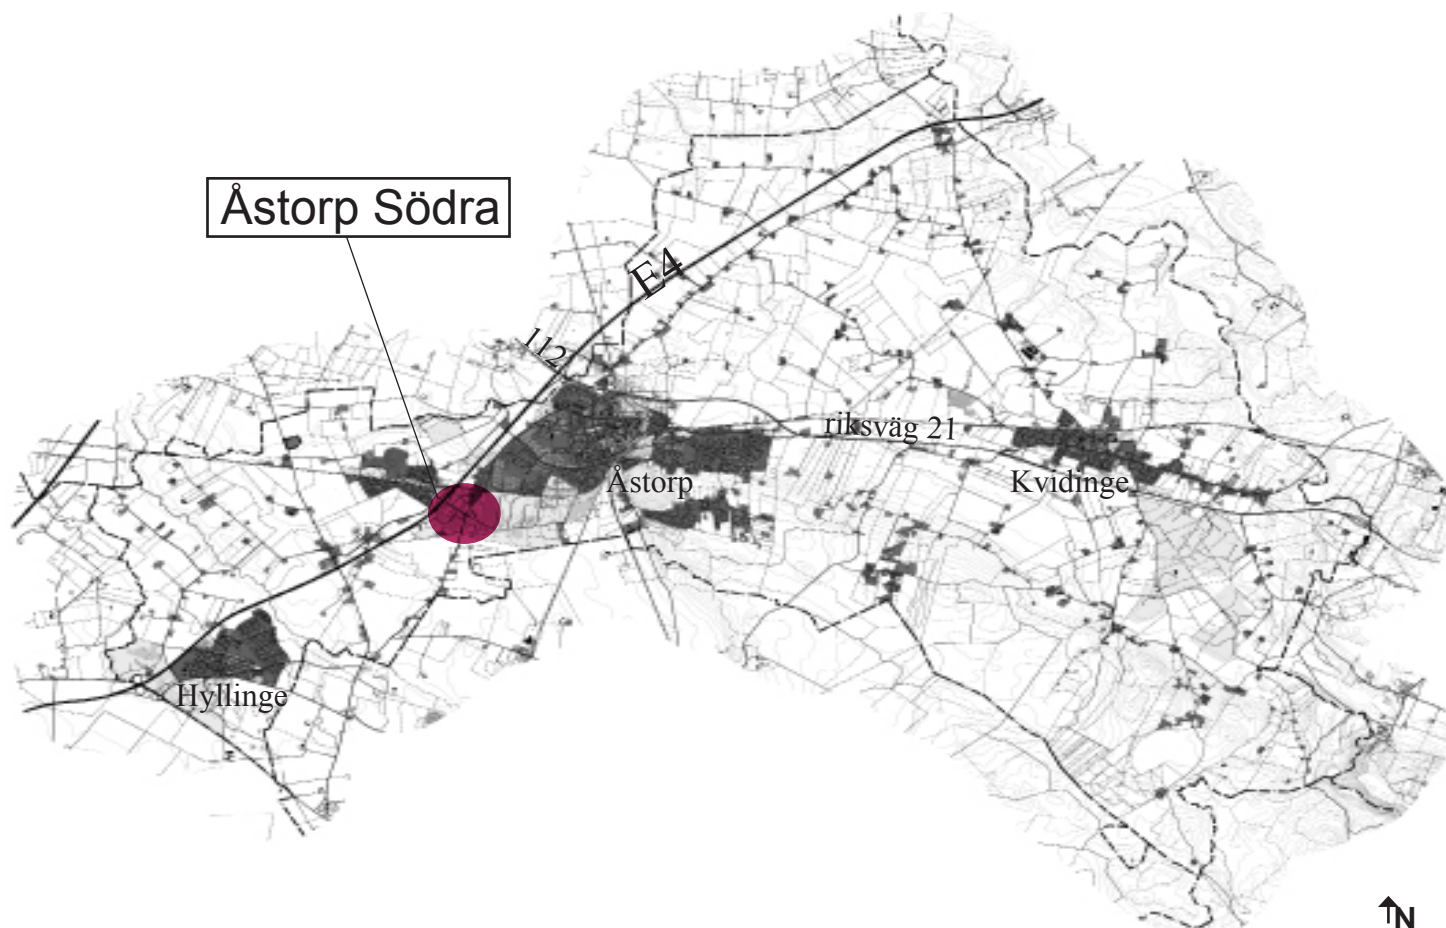 Åstorp Södra
E4
112
riksväg 21
Åstorp
Kvidinge
Hyllinge
N